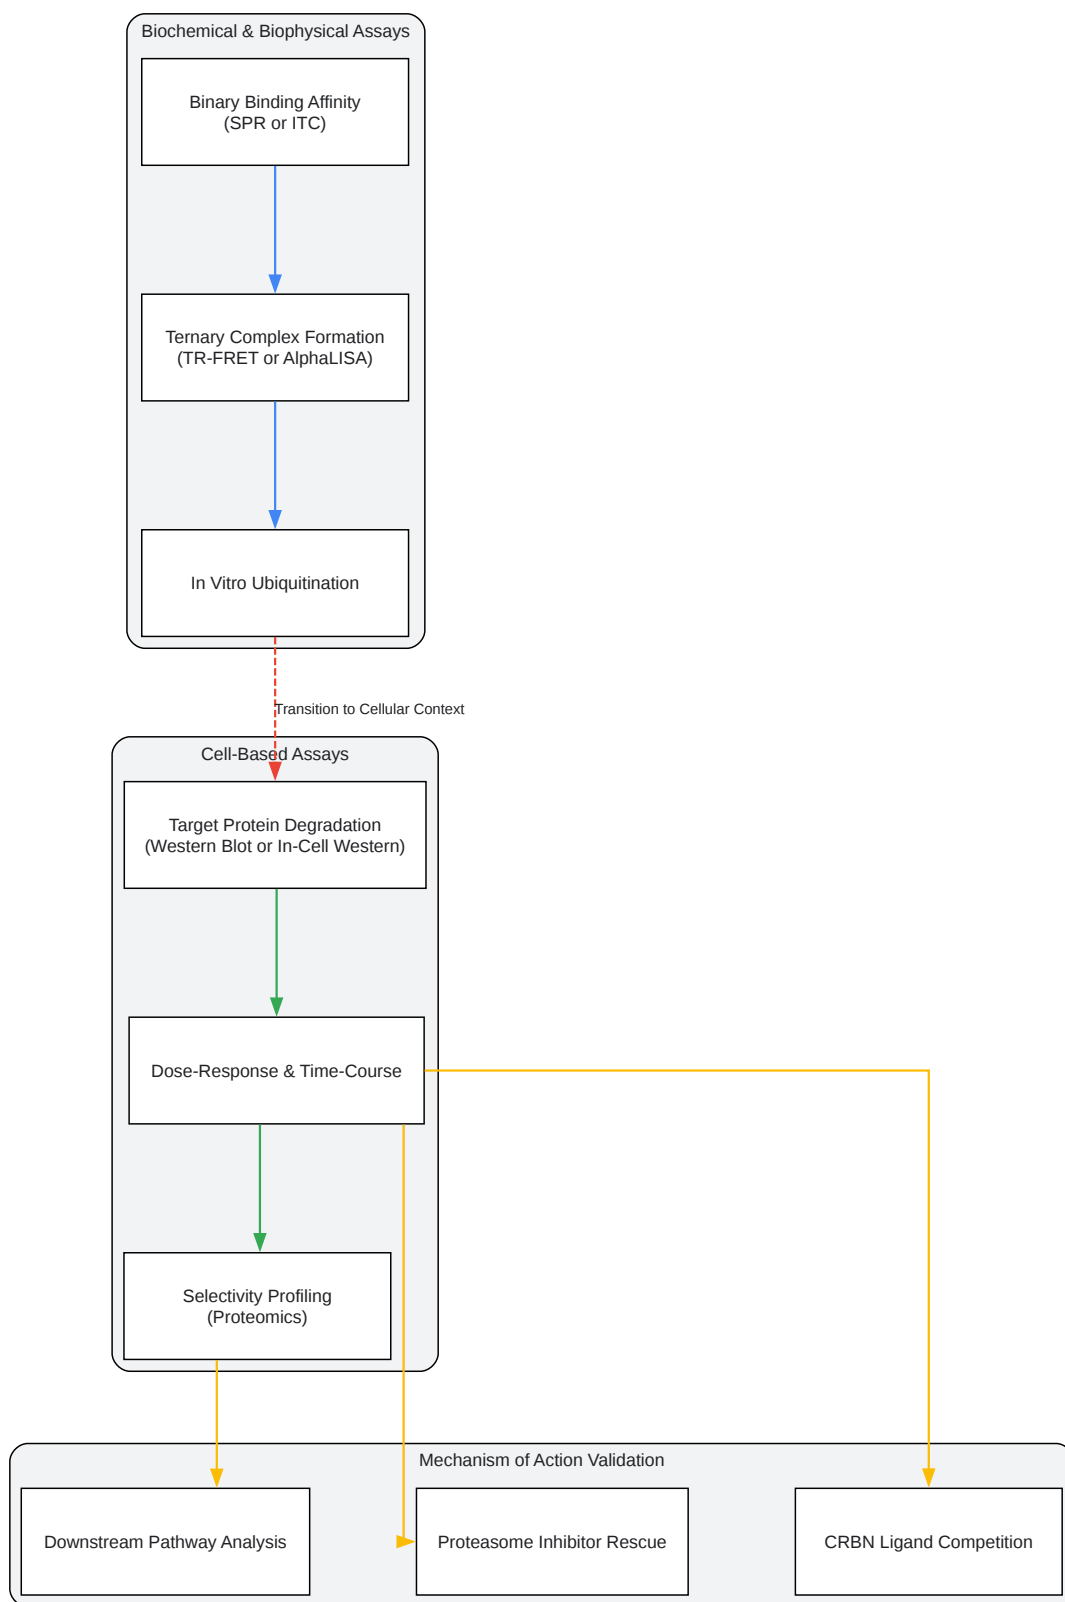 Biochemical & Biophysical Assays
Binary Binding Affinity
(SPR or ITC)
Ternary Complex Formation
(TR-FRET or AlphaLISA)
In Vitro Ubiquitination
Transition to Cellular Context
Cell-Based Assays
Target Protein Degradation
(Western Blot or In-Cell Western)
Dose-Response & Time-Course
Selectivity Profiling
(Proteomics)
Mechanism of Action Validation
Downstream Pathway Analysis
Proteasome Inhibitor Rescue
CRBN Ligand Competition